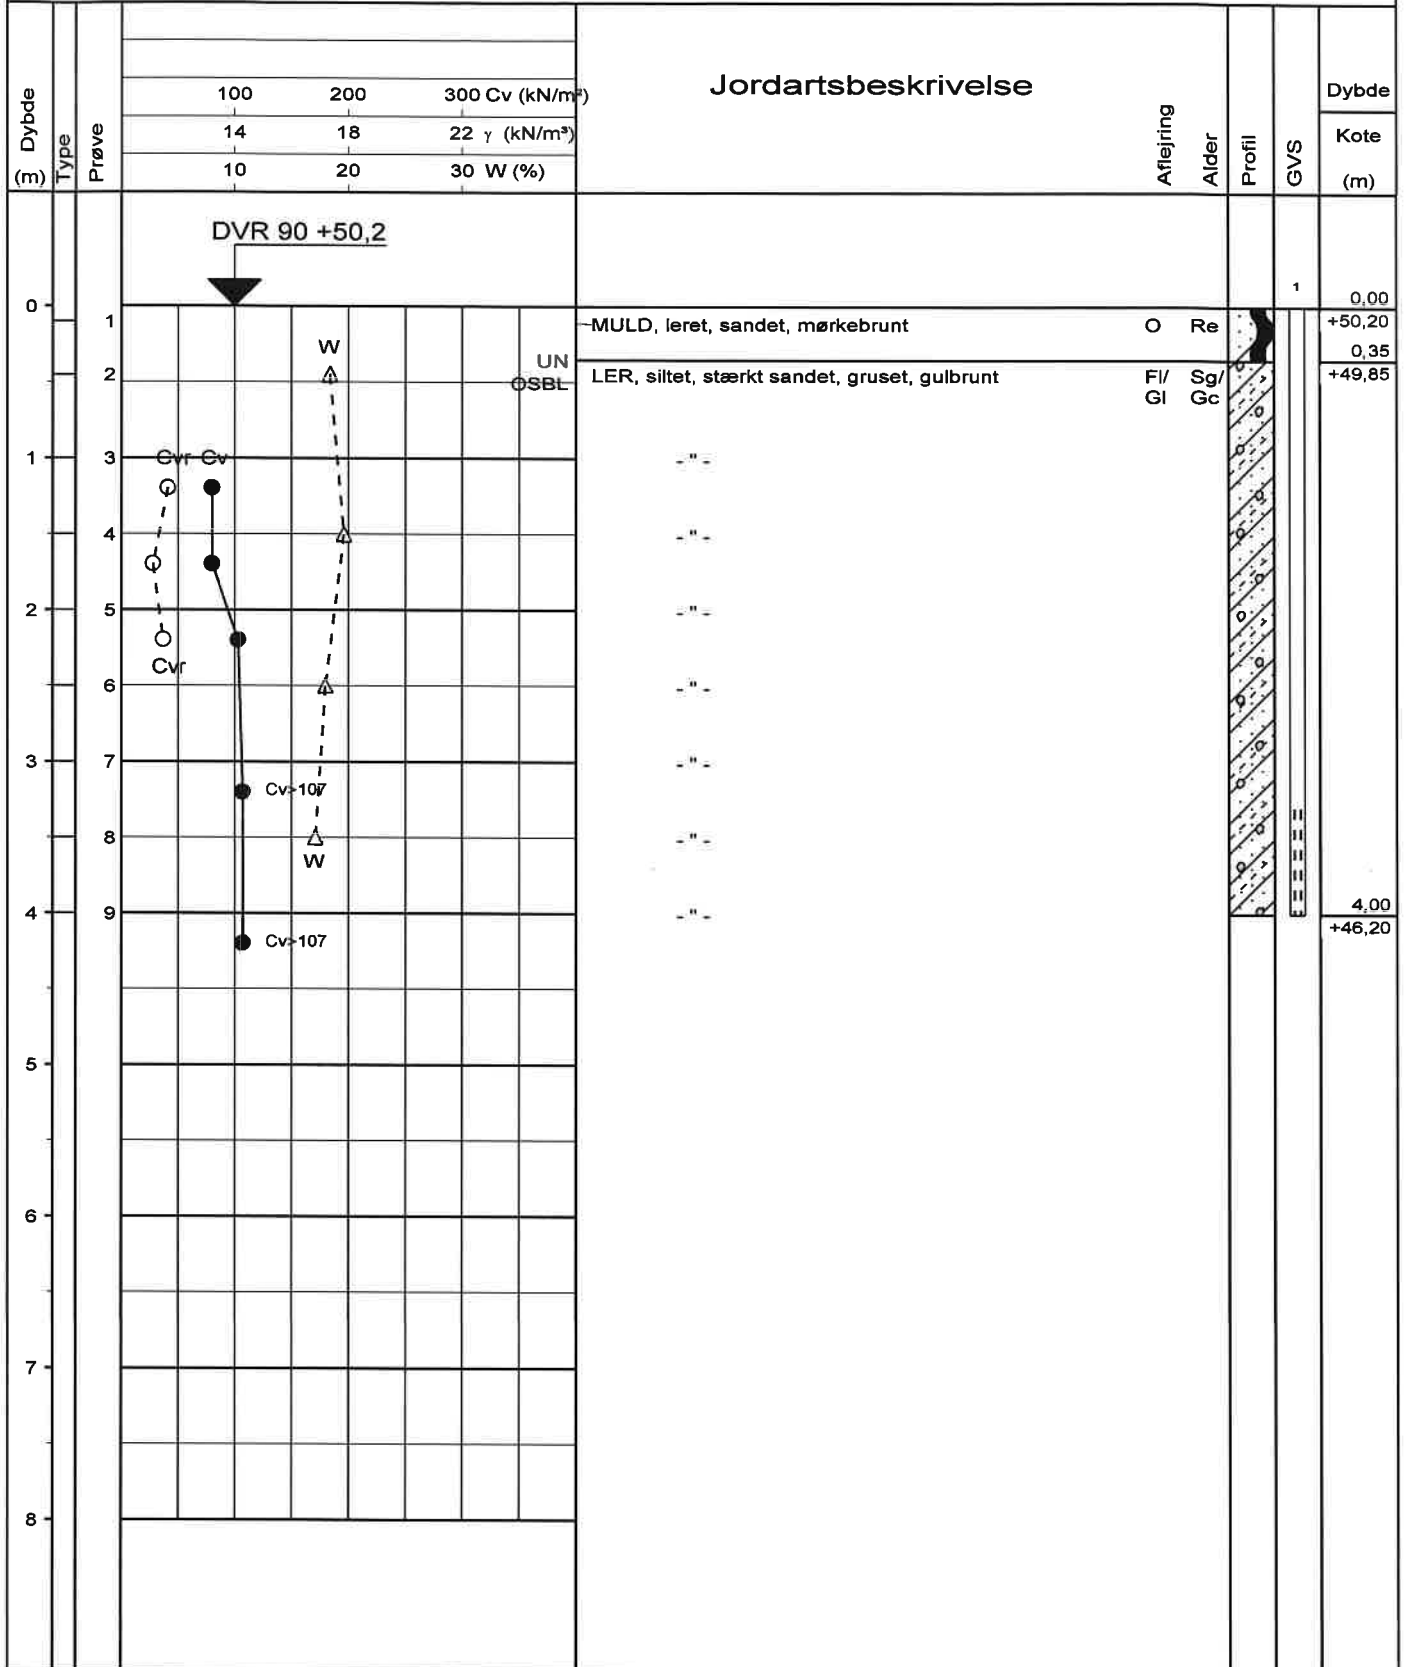 Dybde
(m)
Type
Prøve
100 200 300 Cv (kN/m²)
14 18 22 γ (kN/m³)
10 20 30 W (%)
Jordartsbeskrivelse
Aflejring
Alder
Profil
GVS
Dybde
Kote
(m)
DVR 90 +50,2
1
0 0,00
1 MULD, leret, sandet, mørkebrunt O Re +50,20
W
UN 0,35
2 OSBL LER, siltet, stærkt sandet, gruset, gulbrunt Fl/ Sg/ +49,85
Gl Gc
1 3 Cvr Cv -"-
4 -"-
2 5 -"-
Cvr
6 -"-
3 7 -"-
Cv>107
8 -"-
W
4 9 -"- 4,00
+46,20
Cv>107
5
6
7
8